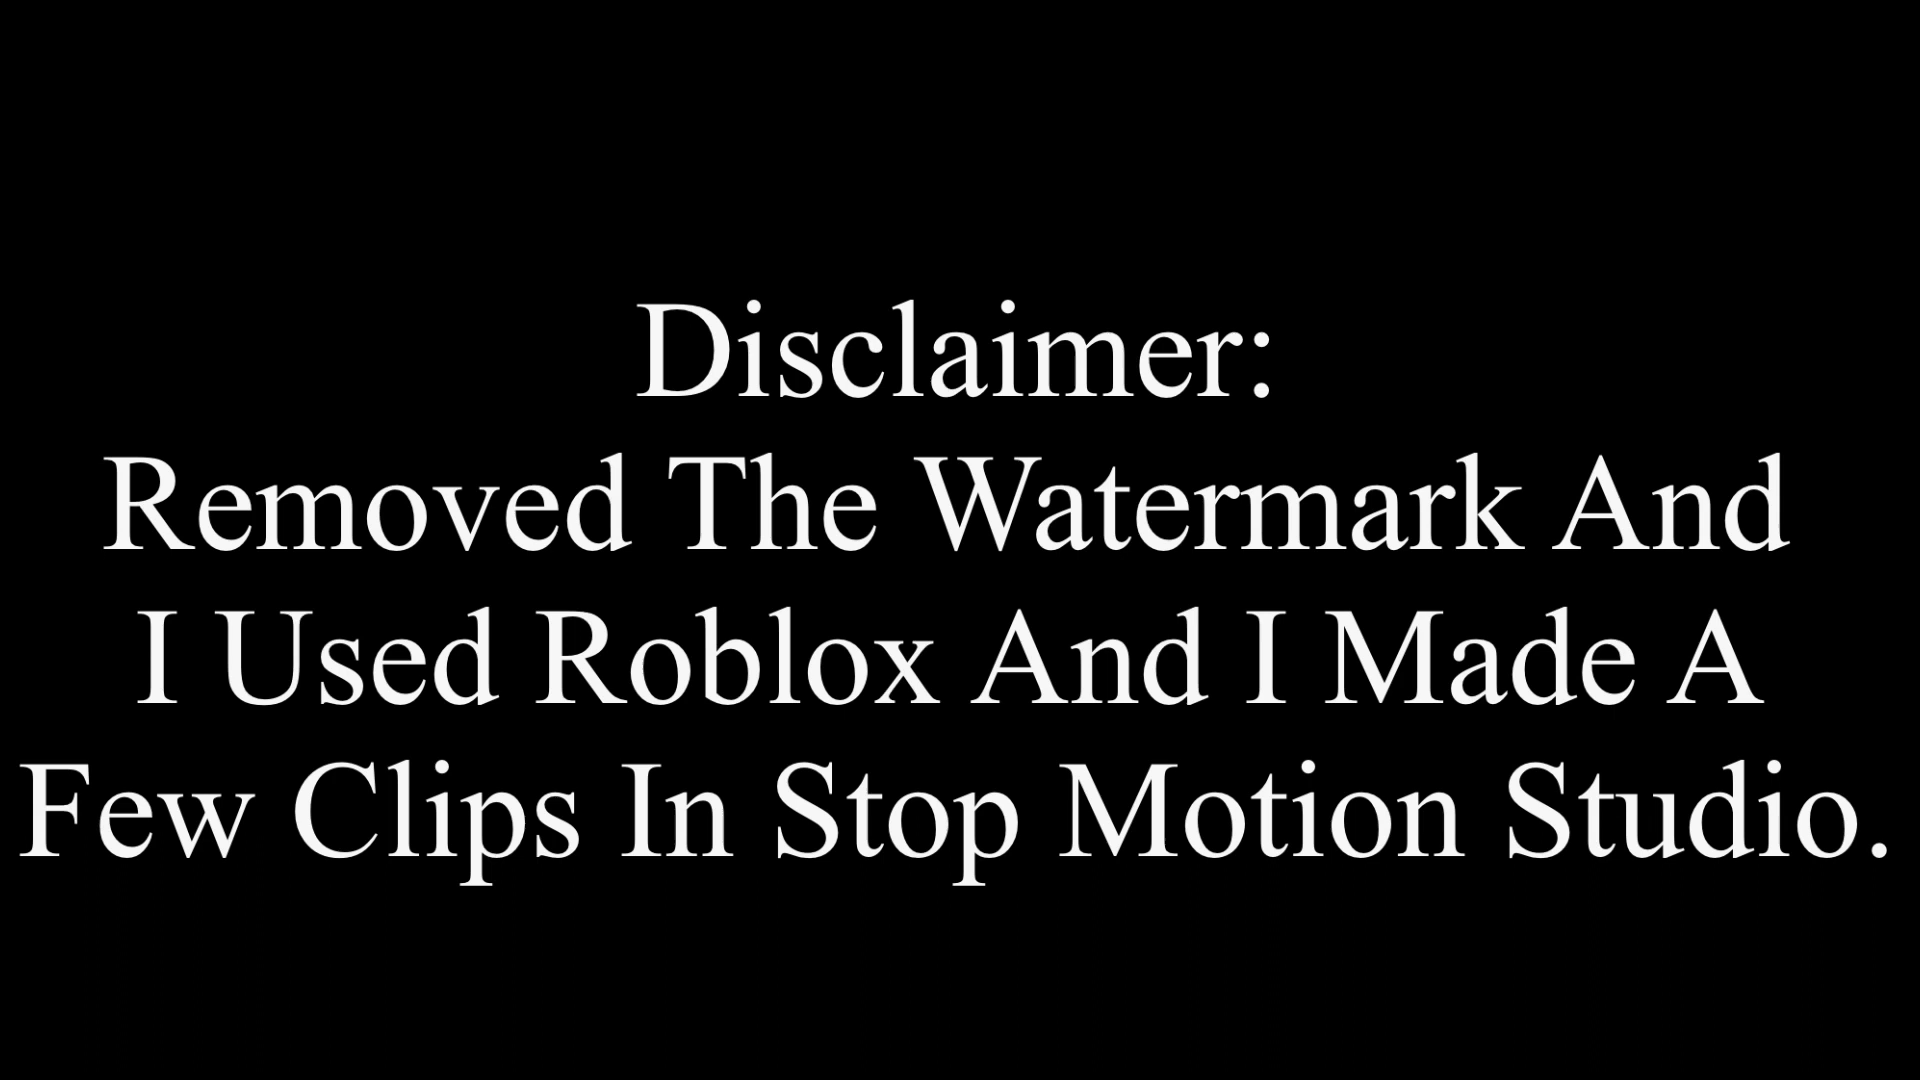 Disclaimer:
Removed The Watermark And
I Used Roblox And I Made A
Few Clips In Stop Motion Studio.